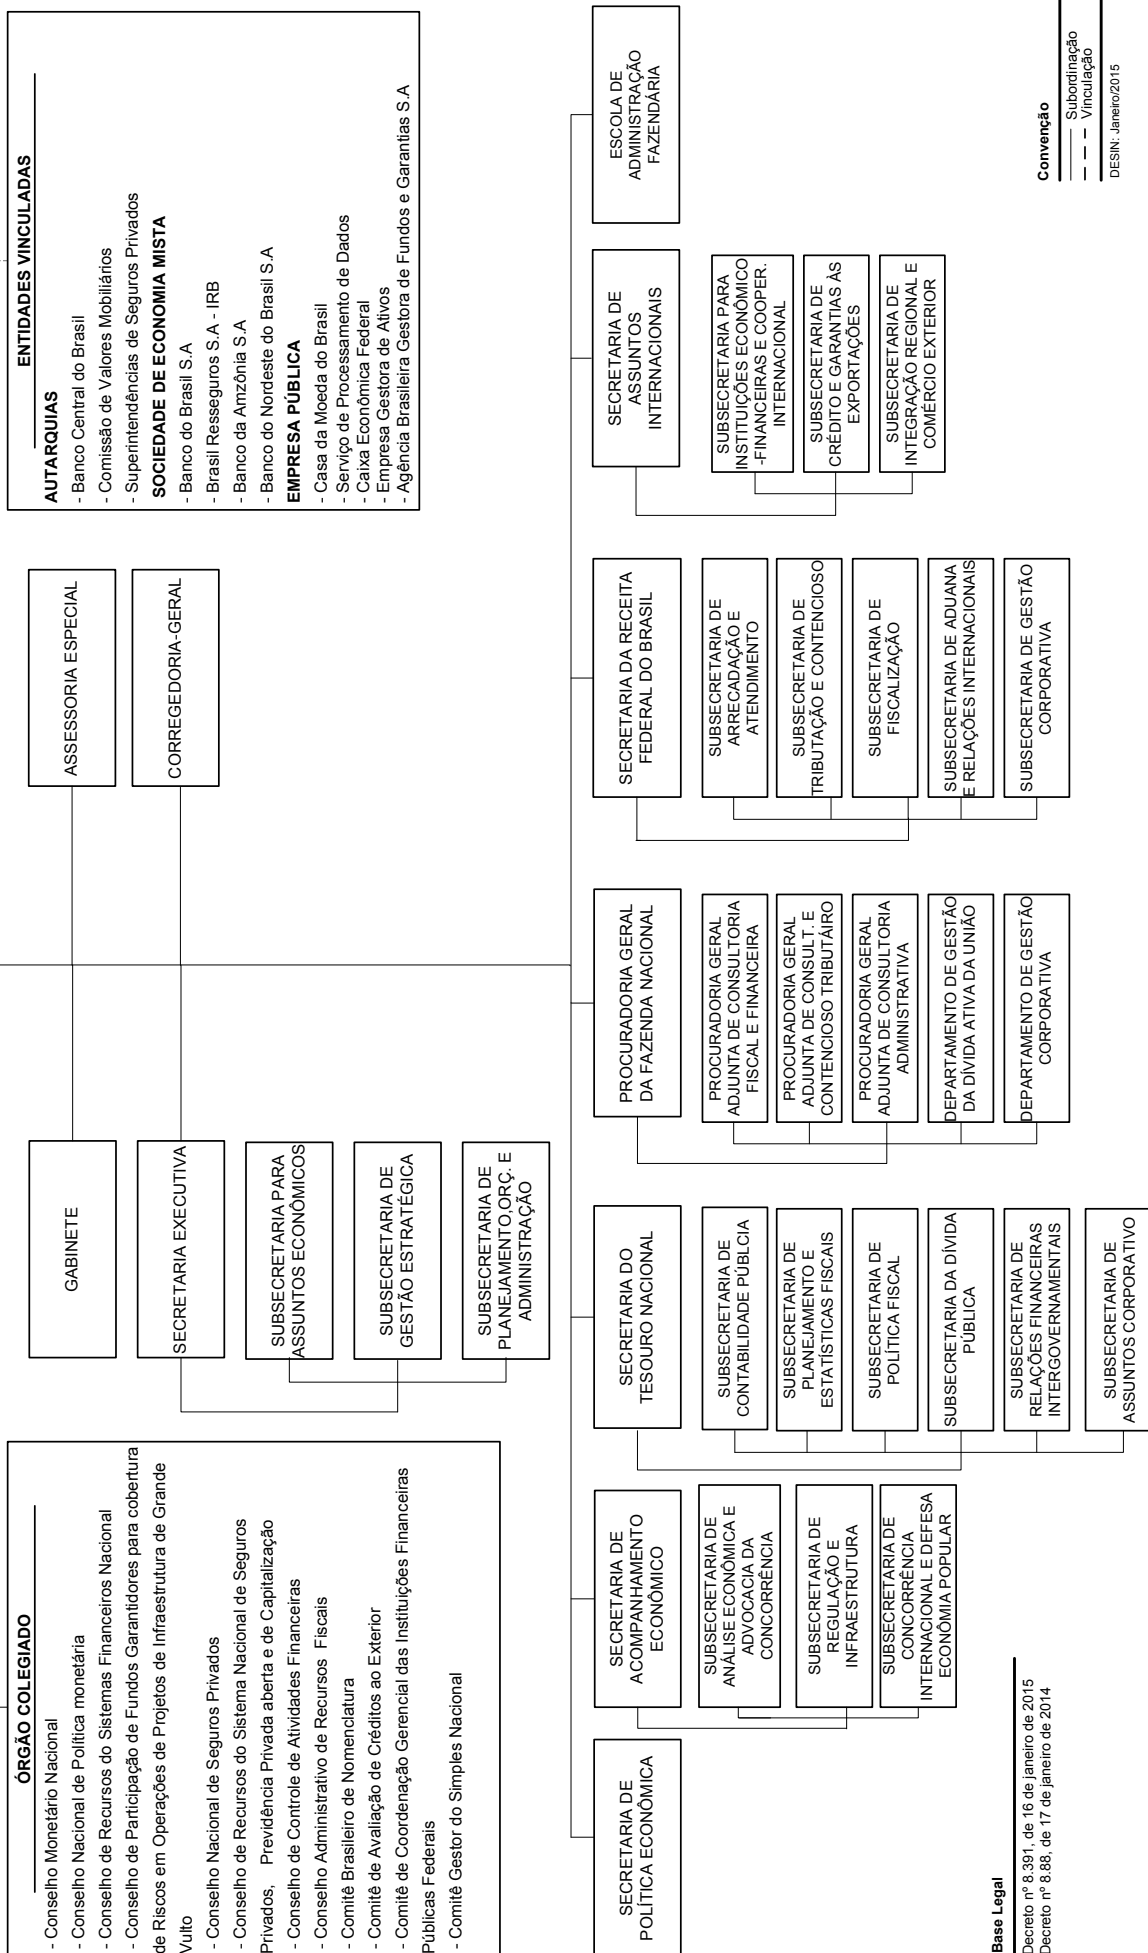 ÓRGÃO COLEGIADO
- Conselho Monetário Nacional
- Conselho Nacional de Política monetária
- Conselho de Recursos do Sistemas Financeiros Nacional
- Conselho de Participação de Fundos Garantidores para cobertura
de Riscos em Operações de Projetos de Infraestrutura de Grande
Vulto
- Conselho Nacional de Seguros Privados
- Conselho de Recursos do Sistema Nacional de Seguros
Privados, Previdência Privada aberta e de Capitalização
- Conselho de Controle de Atividades Financeiras
- Conselho Administrativo de Recursos Fiscais
- Comitê Brasileiro de Nomenclatura
- Comitê de Avaliação de Créditos ao Exterior
- Comitê de Coordenação Gerencial das Instituições Financeiras
Públicas Federais
- Comitê Gestor do Simples Nacional
GABINETE
SECRETARIA EXECUTIVA
SUBSECRETARIA PARA
ASSUNTOS ECONÔMICOS
SUBSECRETARIA DE
GESTÃO ESTRATÉGICA
SUBSECRETARIA DE
PLANEJAMENTO,ORÇ. E
ADMINISTRAÇÃO
ASSESSORIA ESPECIAL
CORREGEDORIA-GERAL
ENTIDADES VINCULADAS
AUTARQUIAS
- Banco Central do Brasil
- Comissão de Valores Mobiliários
- Superintendências de Seguros Privados
SOCIEDADE DE ECONOMIA MISTA
- Banco do Brasil S.A
- Brasil Resseguros S.A - IRB
- Banco da Amzônia S.A
- Banco do Nordeste do Brasil S.A
EMPRESA PÚBLICA
- Casa da Moeda do Brasil
- Serviço de Processamento de Dados
- Caixa Econômica Federal
- Empresa Gestora de Ativos
- Agência Brasileira Gestora de Fundos e Garantias S.A
SECRETARIA DE
POLÍTICA ECONÔMICA
SECRETARIA DE
ACOMPANHAMENTO
ECONÔMICO
SUBSECRETARIA DE
ANÁLISE ECONÔMICA E
ADVOCACIA DA
CONCORRÊNCIA
SUBSECRETARIA DE
REGULAÇÃO E
INFRAESTRUTURA
SUBSECRETARIA DE
CONCORRÊNCIA
INTERNACIONAL E DEFESA
ECONÔMIA POPULAR
SECRETARIA DO
TESOURO NACIONAL
SUBSECRETARIA DE
CONTABILIDADE PÚBLCIA
SUBSECRETARIA DE
PLANEJAMENTO E
ESTATÍSTICAS FISCAIS
SUBSECRETARIA DE
POLÍTICA FISCAL
SUBSECRETARIA DA DÍVIDA
PÚBLICA
SUBSECRETARIA DE
RELAÇÕES FINANCEIRAS
INTERGOVERNAMENTAIS
SUBSECRETARIA DE
ASSUNTOS CORPORATIVO
PROCURADORIA GERAL
DA FAZENDA NACIONAL
PROCURADORIA GERAL
ADJUNTA DE CONSULTORIA
FISCAL E FINANCEIRA
PROCURADORIA GERAL
ADJUNTA DE CONSULT. E
CONTENCIOSO TRIBUTÁIRO
PROCURADORIA GERAL
ADJUNTA DE CONSULTORIA
ADMINISTRATIVA
DEPARTAMENTO DE GESTÃO
DA DÍVIDA ATIVA DA UNIÃO
DEPARTAMENTO DE GESTÃO
CORPORATIVA
SECRETARIA DA RECEITA
FEDERAL DO BRASIL
SUBSECRETARIA DE
ARRECADAÇÃO E
ATENDIMENTO
SUBSECRETARIA DE
TRIBUTAÇÃO E CONTENCIOSO
SUBSECRETARIA DE
FISCALIZAÇÃO
SUBSECRETARIA DE ADUANA
E RELAÇÕES INTERNACIONAIS
SUBSECRETARIA DE GESTÃO
CORPORATIVA
SECRETARIA DE
ASSUNTOS
INTERNACIONAIS
SUBSECRETARIA PARA
INSTITUIÇÕES ECONÔMICO
-FINANCEIRAS E COOPER.
INTERNACIONAL
SUBSECRETARIA DE
CRÉDITO E GARANTIAS ÀS
EXPORTAÇÕES
SUBSECRETARIA DE
INTEGRAÇÃO REGIONAL E
COMÉRCIO EXTERIOR
ESCOLA DE
ADMINISTRAÇÃO
FAZENDÁRIA
Base Legal
Decreto nº 8.391, de 16 de janeiro de 2015
Decreto nº 8.88, de 17 de janeiro de 2014
Convenção
Subordinação
Vinculação
DESIN: Janeiro/2015